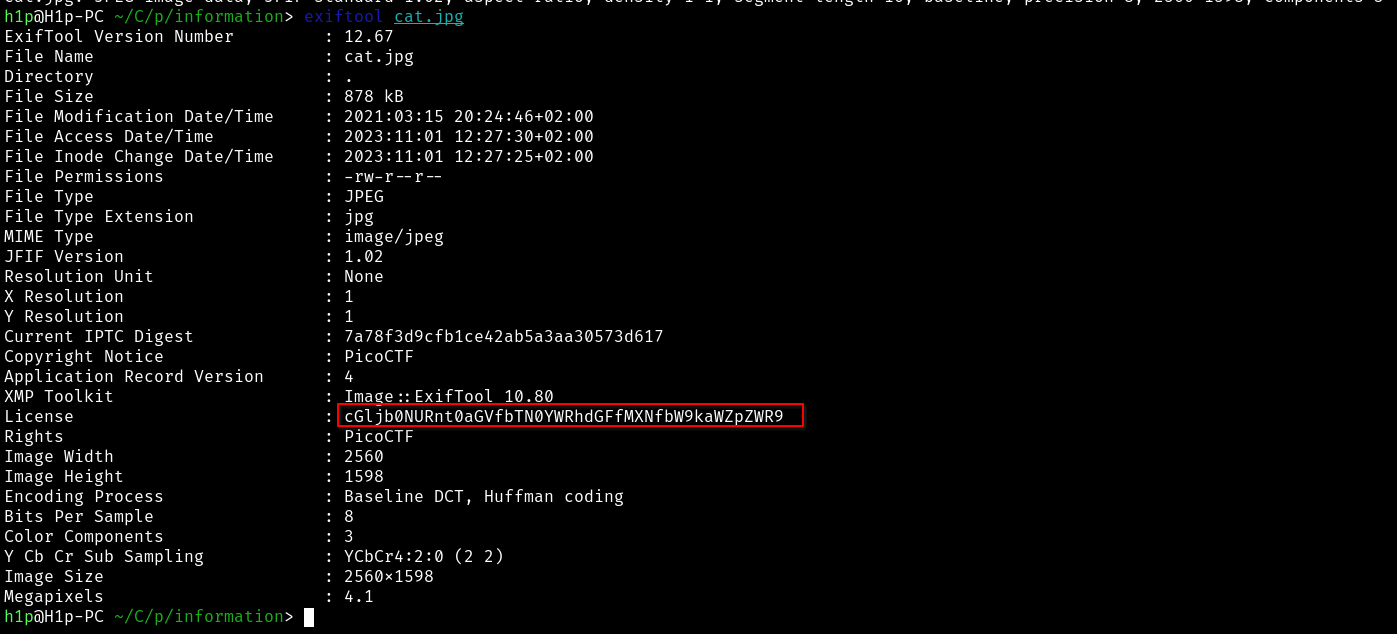 h1p@H1p-PC ~/C/p/information> exiftool cat.jpg
ExifTool Version Number : 12.67
File Name : cat.jpg
Directory : .
File Size : 878 kB
File Modification Date/Time : 2021:03:15 20:24:46+02:00
File Access Date/Time : 2023:11:01 12:27:30+02:00
File Inode Change Date/Time : 2023:11:01 12:27:25+02:00
File Permissions : -rw-r--r--
File Type : JPEG
File Type Extension : jpg
MIME Type : image/jpeg
JFIF Version : 1.02
Resolution Unit : None
X Resolution : 1
Y Resolution : 1
Current IPTC Digest : 7a78f3d9cfb1ce42ab5a3aa30573d617
Copyright Notice : PicoCTF
Application Record Version : 4
XMP Toolkit : Image::ExifTool 10.80
License : cGljb0NURnt0aGVfbTN0YWRhdGFfMXNfbW9kaWZpZWR9
Rights : PicoCTF
Image Width : 2560
Image Height : 1598
Encoding Process : Baseline DCT, Huffman coding
Bits Per Sample : 8
Color Components : 3
Y Cb Cr Sub Sampling : YCbCr4:2:0 (2 2)
Image Size : 2560×1598
Megapixels : 4.1
h1p@H1p-PC ~/C/p/information>